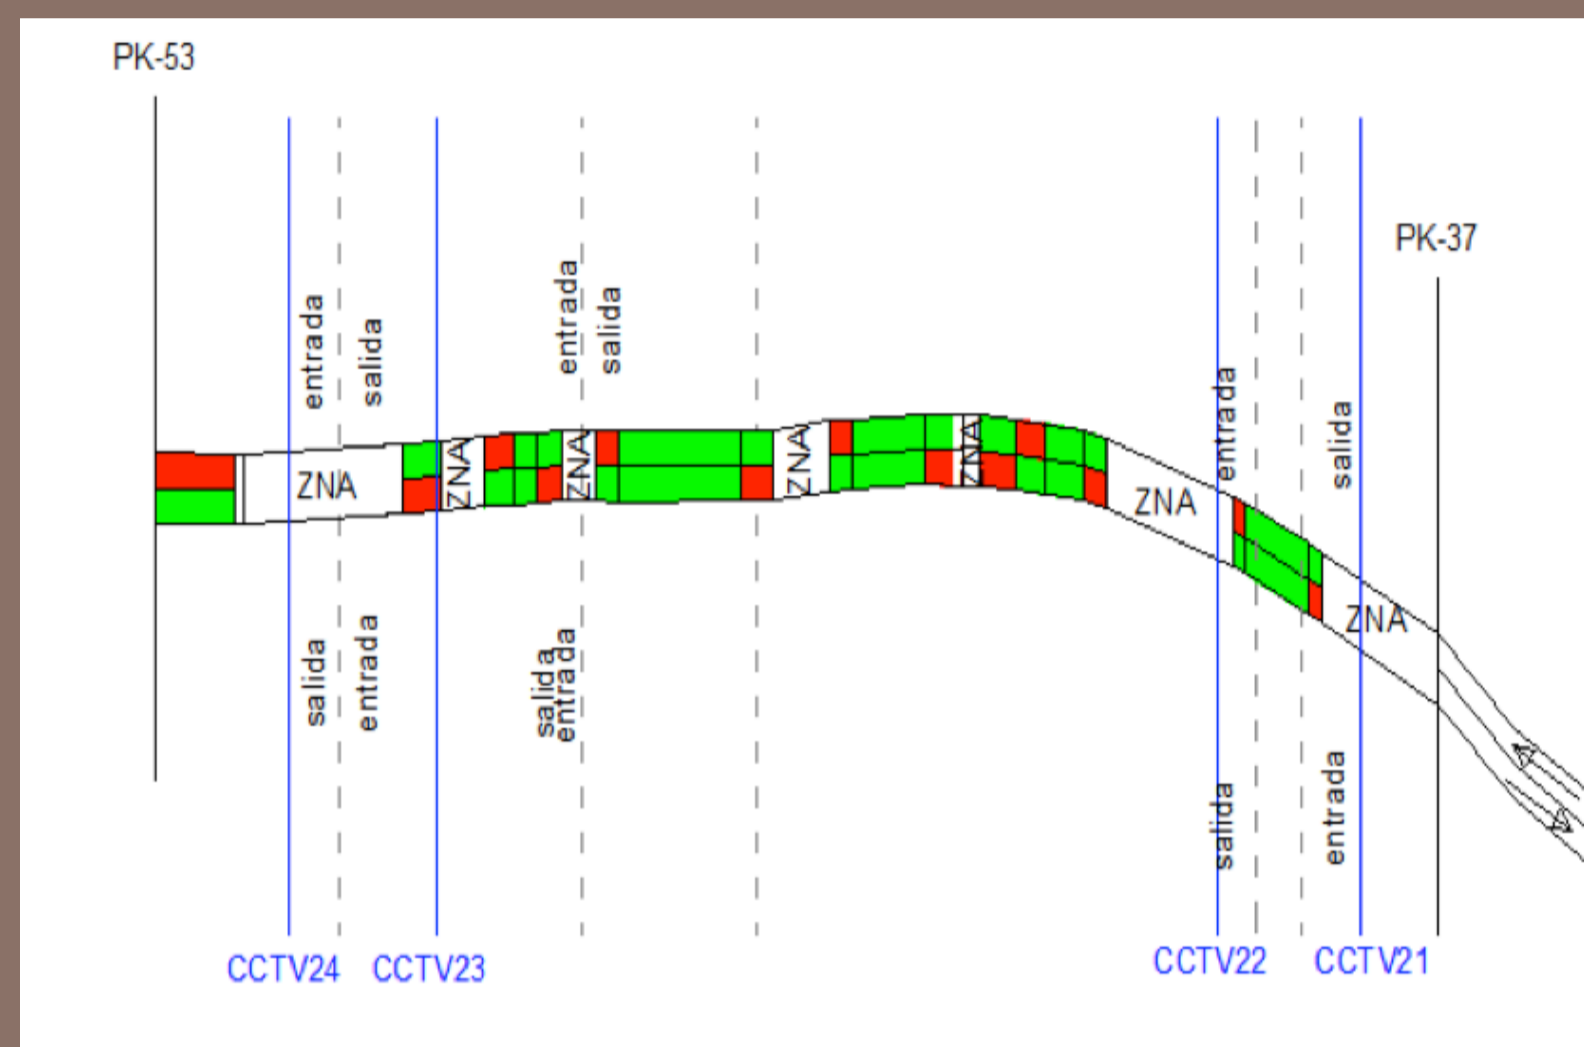 PK-53
PK-37
entrada
salida
entrada
salida
entrada
salida
ZNA
ZNA
ZNA
ZNA
ZNA
ZNA
ZNA
salida
entrada
salida
entrada
salida
entrada
CCTV24
CCTV23
CCTV22
CCTV21